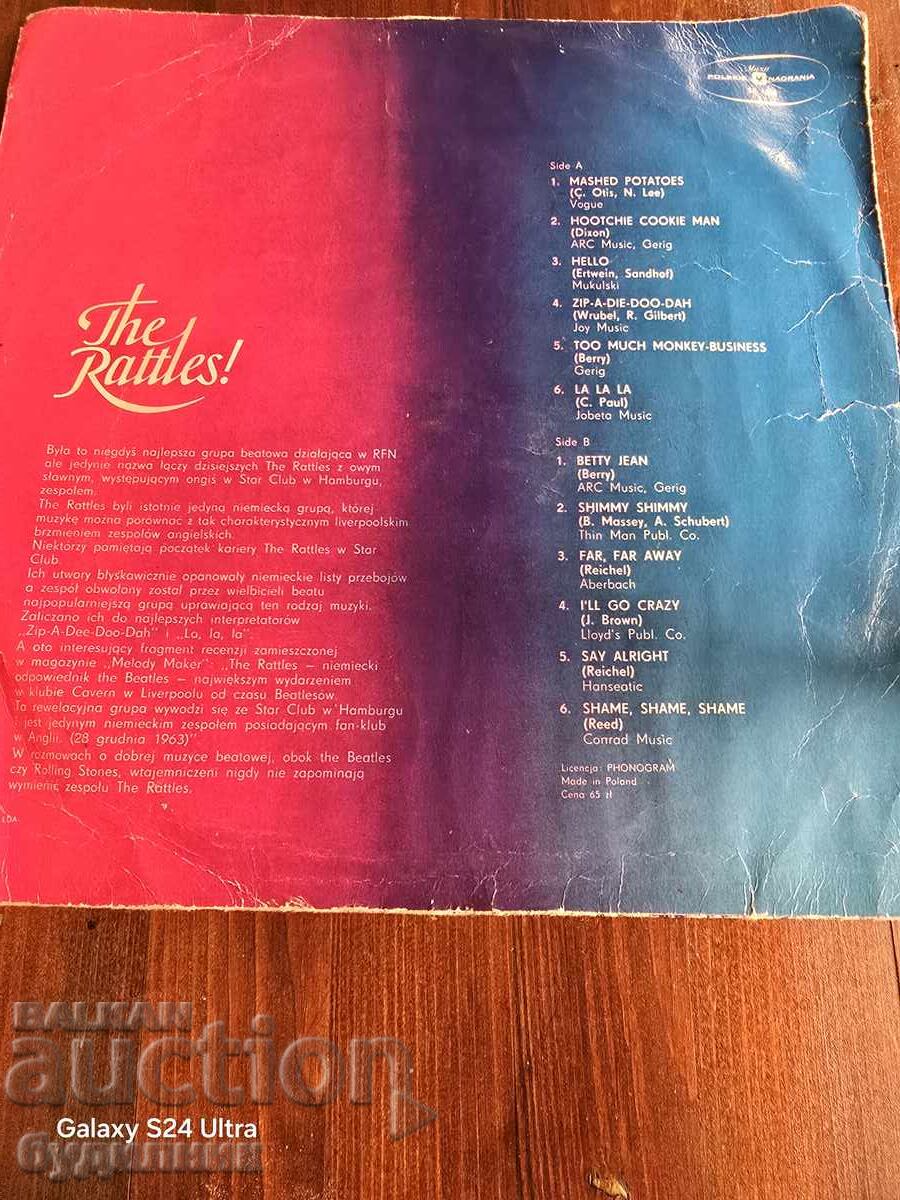 Muza
POLSKIE NAGRANIA
The
Rattles!
Była to niegdyś najlepsza grupa beatowa działająca w RFN
ale jedynie nazwa łączy dzisiejszych The Rattles z owym
sławnym, występującym ongiś w Star Club w Hamburgu,
zespołem.
The Rattles byli istotnie jedyną niemiecką grupą, której
muzykę można porównać z tak charakterystycznym liverpoolskim
brzmieniem zespołów angielskich.
Niektórzy pamiętają początek kariery The Rattles w Star
Club.
Ich utwory błyskawicznie opanowały niemieckie listy przebojów
a zespół obwołany został przez wielbicieli beatu
najpopularniejszą grupą uprawiającą ten rodzaj muzyki.
Zaliczano ich do najlepszych interpretatorów
„Zip-A-Dee-Doo-Dah” i „La, la, la”.
A oto interesujący fragment recenzji zamieszczonej
w magazynie „Melody Maker”: „The Rattles – niemiecki
odpowiednik the Beatles – największym wydarzeniem
w klubie Cavern w Liverpoolu od czasu Beatlesów.
Ta rewelacyjna grupa wywodzi się ze Star Club w Hamburgu
i jest jedynym niemieckim zespołem posiadającym fan-klub
w Anglii. (28 grudnia 1963)”
W rozmowach o dobrej muzyce beatowej, obok the Beatles
czy Rolling Stones, wtajemniczeni nigdy nie zapominają
wymienić zespołu The Rattles.
LDA
Side A
1. MASHED POTATOES
(C. Otis, N. Lee)
Vogue
2. HOOTCHIE COOKIE MAN
(Dixon)
ARC Music, Gerig
3. HELLO
(Ertwein, Sandhof)
Mukulski
4. ZIP-A-DIE-DOO-DAH
(Wrubel, R. Gilbert)
Joy Music
5. TOO MUCH MONKEY-BUSINESS
(Berry)
Gerig
6. LA LA LA
(C. Paul)
Jobeta Music
Side B
1. BETTY JEAN
(Berry)
ARC Music, Gerig
2. SHIMMY SHIMMY
(B. Massey, A. Schubert)
Thin Man Publ. Co.
3. FAR, FAR AWAY
(Reichel)
Aberbach
4. I'LL GO CRAZY
(J. Brown)
Lloyd's Publ. Co.
5. SAY ALRIGHT
(Reichel)
Hanseatic
6. SHAME, SHAME, SHAME
(Reed)
Conrad Music
Licencja: PHONOGRAM
Made in Poland
Cena 65 zł
BALKAN
auction
Galaxy S24 Ultra